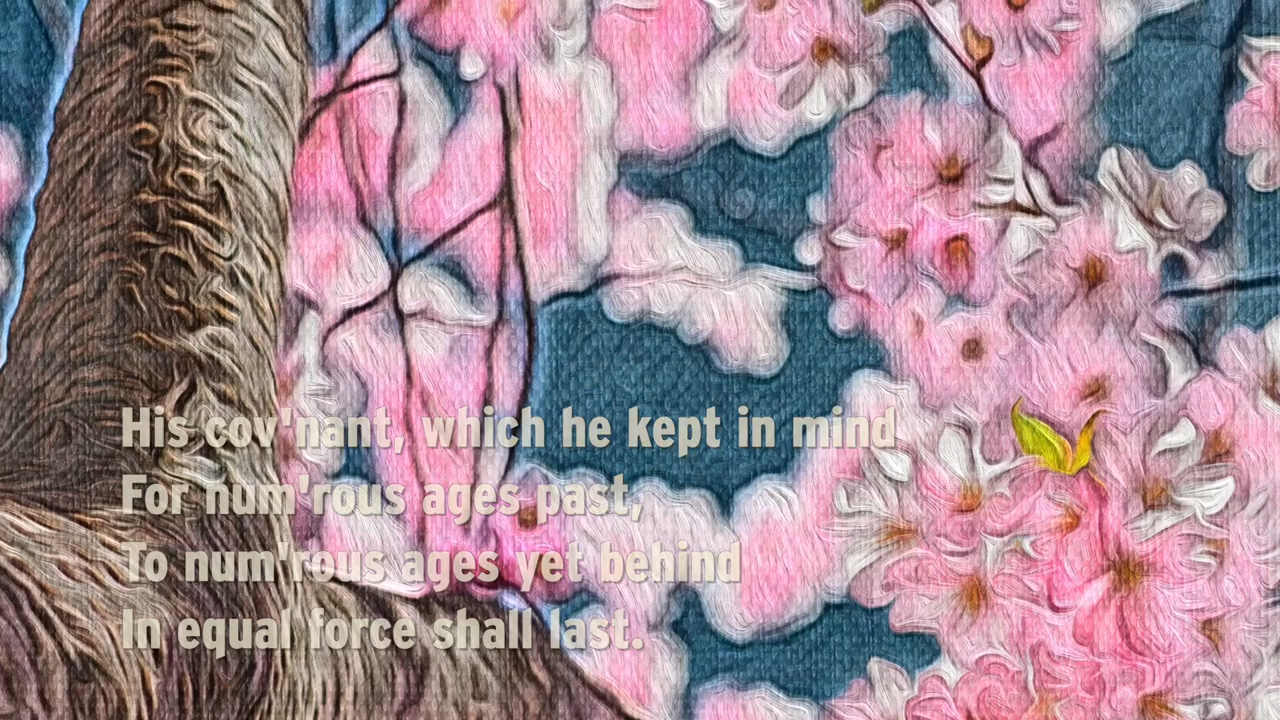 His cov'nant, which he kept in mind
For num'rous ages past,
To num'rous ages yet behind
In equal force shall last.